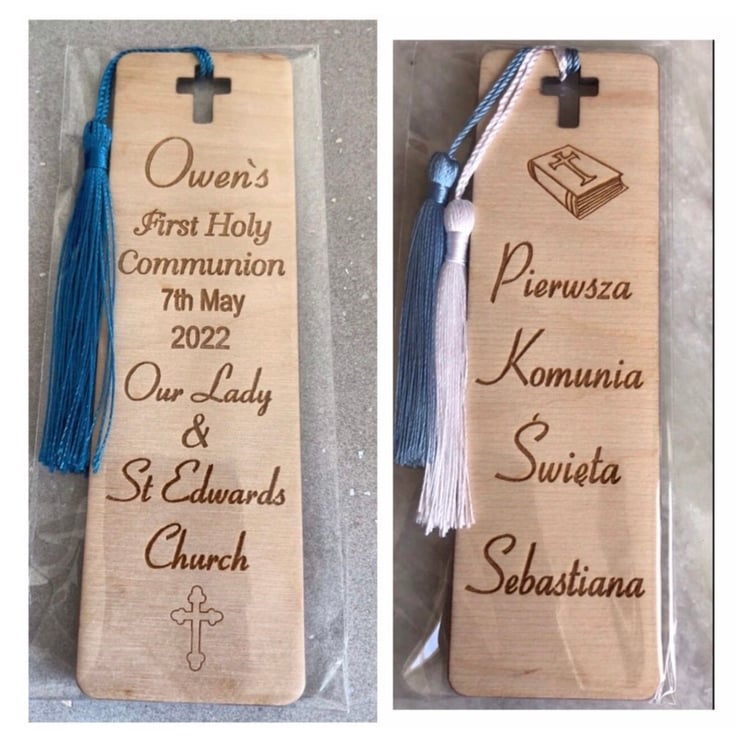 Owen`s
First Holy
Communion
7th May
2022
Our Lady
&
St Edwards
Church
Pierwsza
Komunia
Święta
Sebastiana